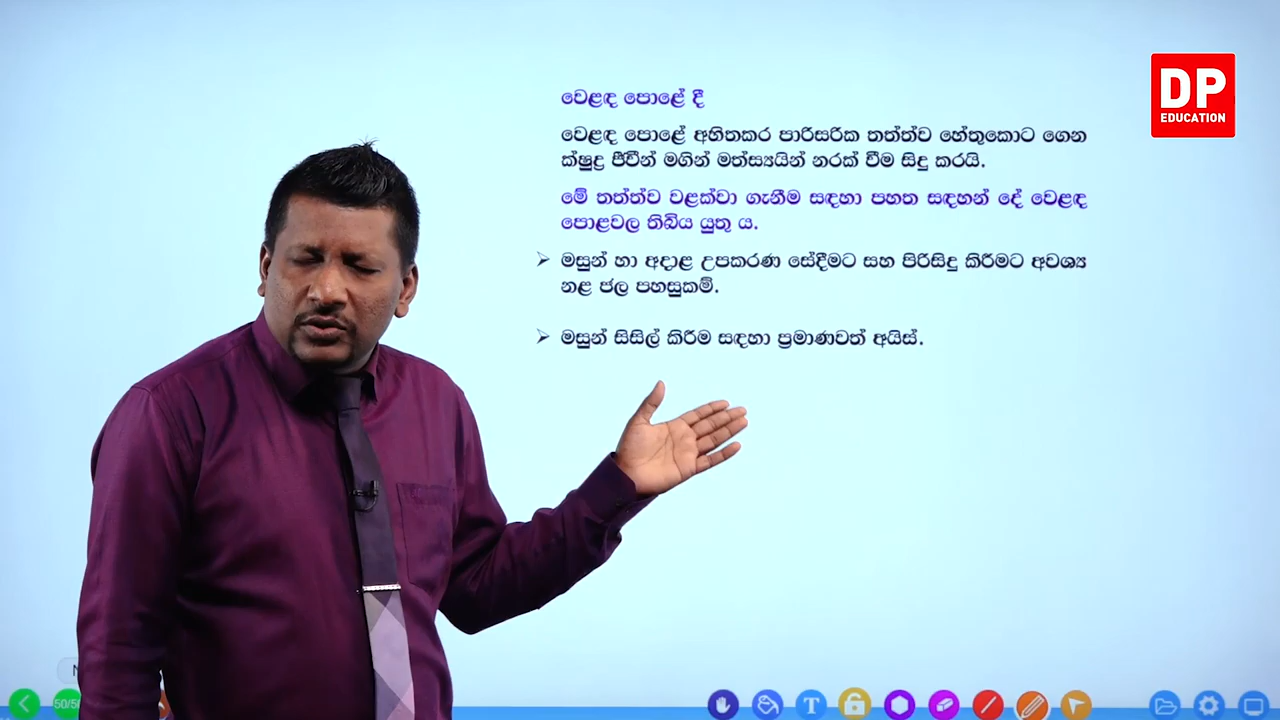 DP
EDUCATION
වෙළඳ පොළේ දී
වෙළඳ පොළේ අහිතකර පාරිසරික තත්ත්ව හේතුකොට ගෙන
ක්ෂුද්‍ර ජීවීන් මගින් මත්ස්‍යයින් නරක් වීම සිදු කරයි.
මේ තත්ත්ව වළක්වා ගැනීම සඳහා පහත සඳහන් දේ වෙළඳ
පොළවල තිබිය යුතු ය.
➢ මසුන් හා අදාළ උපකරණ සේදීමට සහ පිරිසිදු කිරීමට අවශ්‍ය
නළ ජල පහසුකම්.
➢ මසුන් සිසිල් කිරීම සඳහා ප්‍රමාණවත් අයිස්.
T